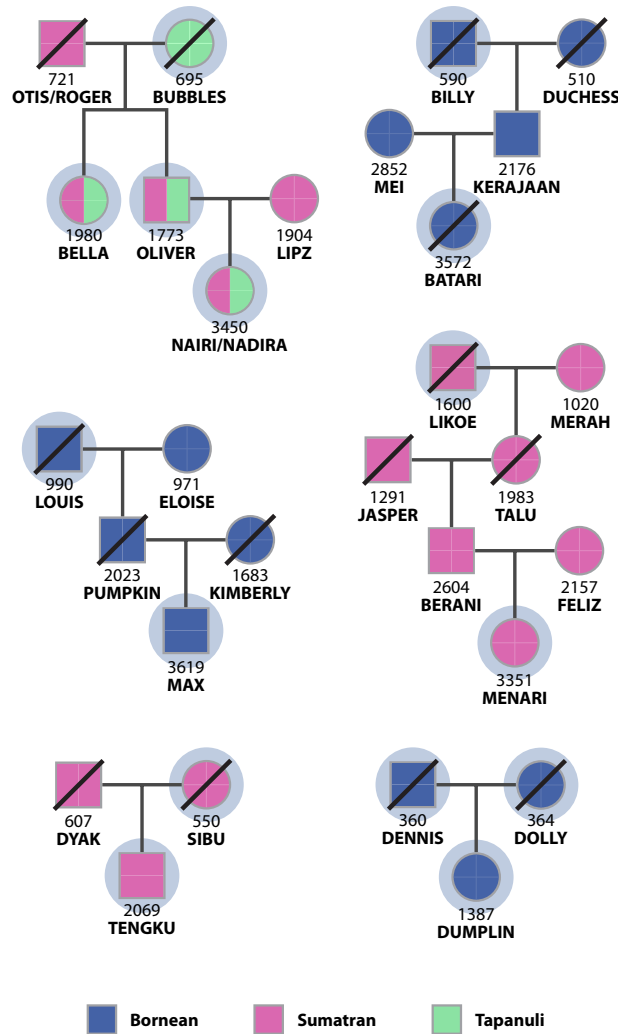 721
OTIS/ROGER
695
BUBBLES
1980
BELLA
1773
OLIVER
1904
LIPZ
3450
NAIRI/NADIRA
590
BILLY
510
DUCHESS
2852
MEI
2176
KERAJAAN
3572
BATARI
990
LOUIS
971
ELOISE
2023
PUMPKIN
1683
KIMBERLY
3619
MAX
1600
LIKOE
1020
MERAH
1291
JASPER
1983
TALU
2604
BERANI
2157
FELIZ
3351
MENARI
607
DYAK
550
SIBU
2069
TENGKU
360
DENNIS
364
DOLLY
1387
DUMPLIN
Bornean
Sumatran
Tapanuli